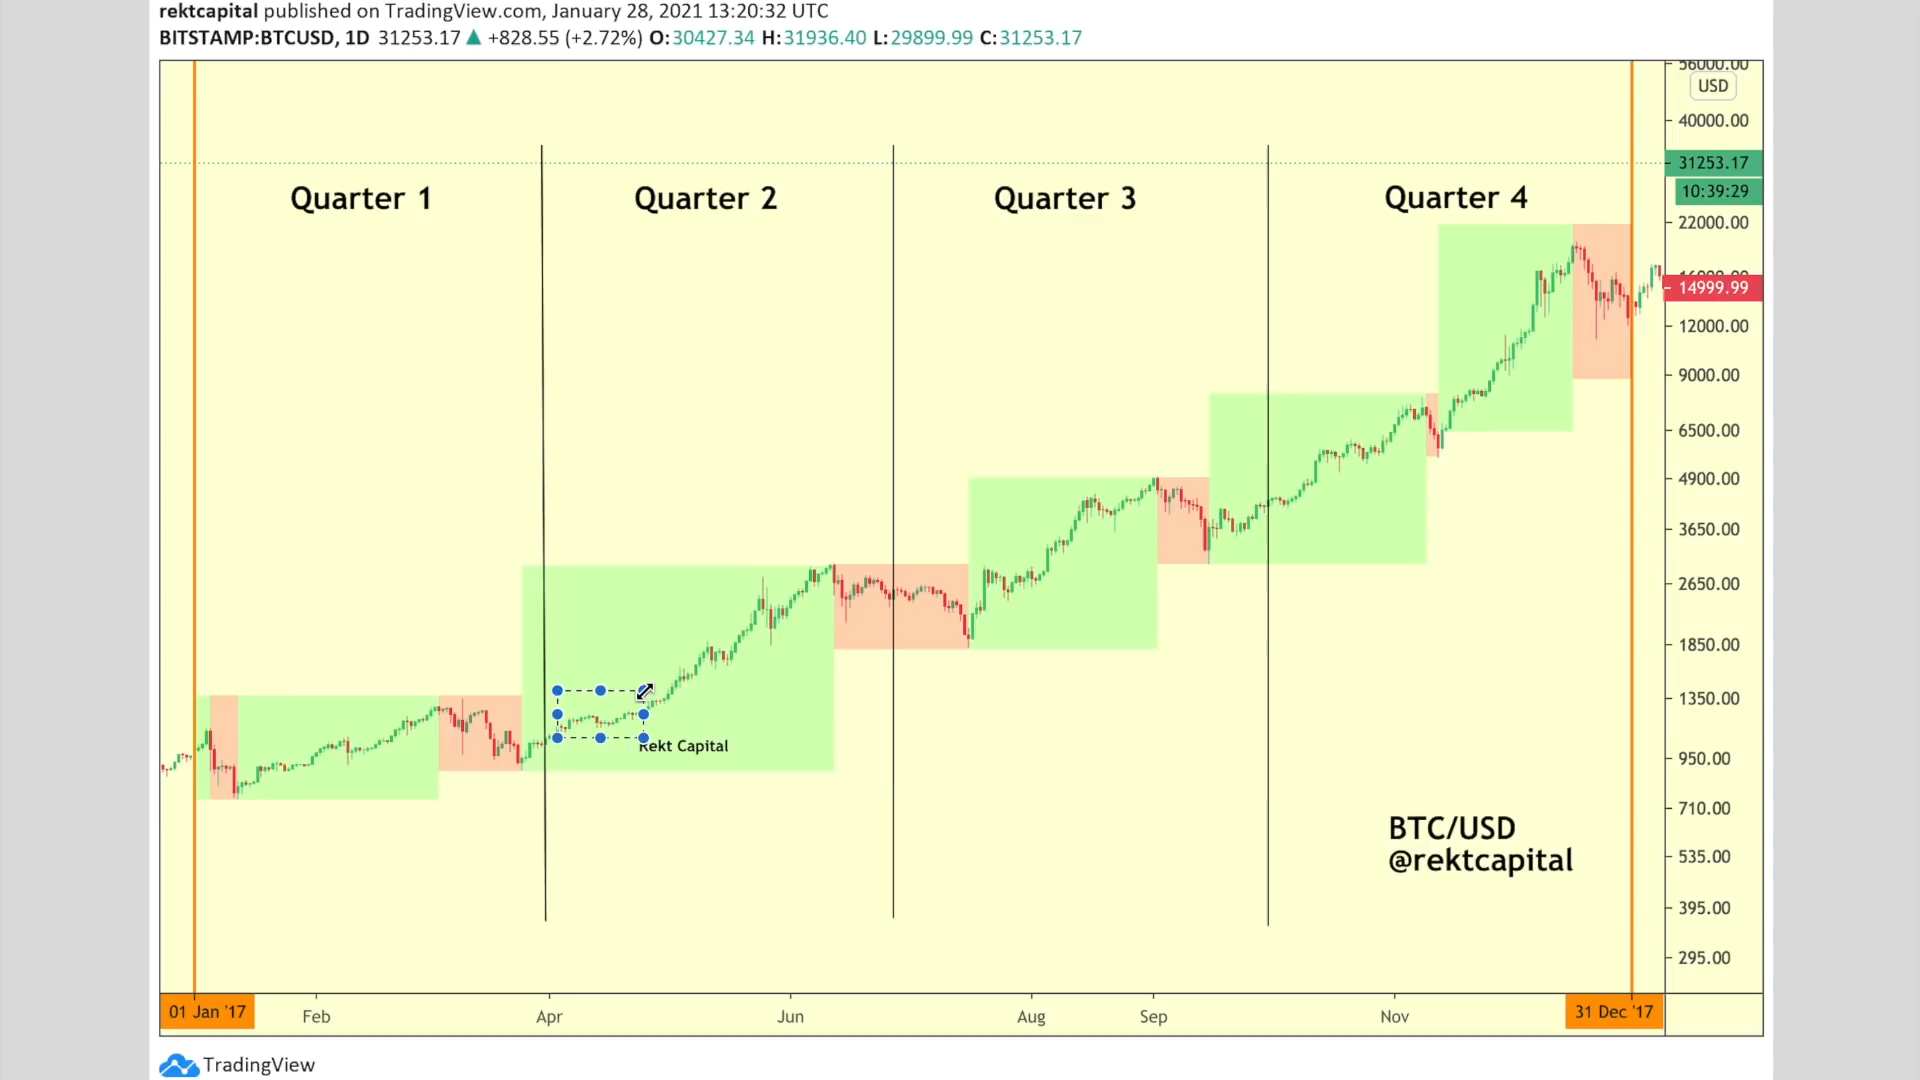 rektcapital published on TradingView.com, January 28, 2021 13:20:32 UTC
BITSTAMP:BTCUSD, 1D 31253.17 ▲ +828.55 (+2.72%) O:30427.34 H:31936.40 L:29899.99 C:31253.17
56000.00
USD
40000.00
31253.17
10:39:29
Quarter 1 Quarter 2 Quarter 3 Quarter 4
22000.00
14999.99
12000.00
9000.00
6500.00
4900.00
3650.00
2650.00
1850.00
1350.00
Rekt Capital
950.00
710.00
BTC/USD
@rektcapital
535.00
395.00
295.00
01 Jan '17 Feb Apr Jun Aug Sep Nov 31 Dec '17
TradingView